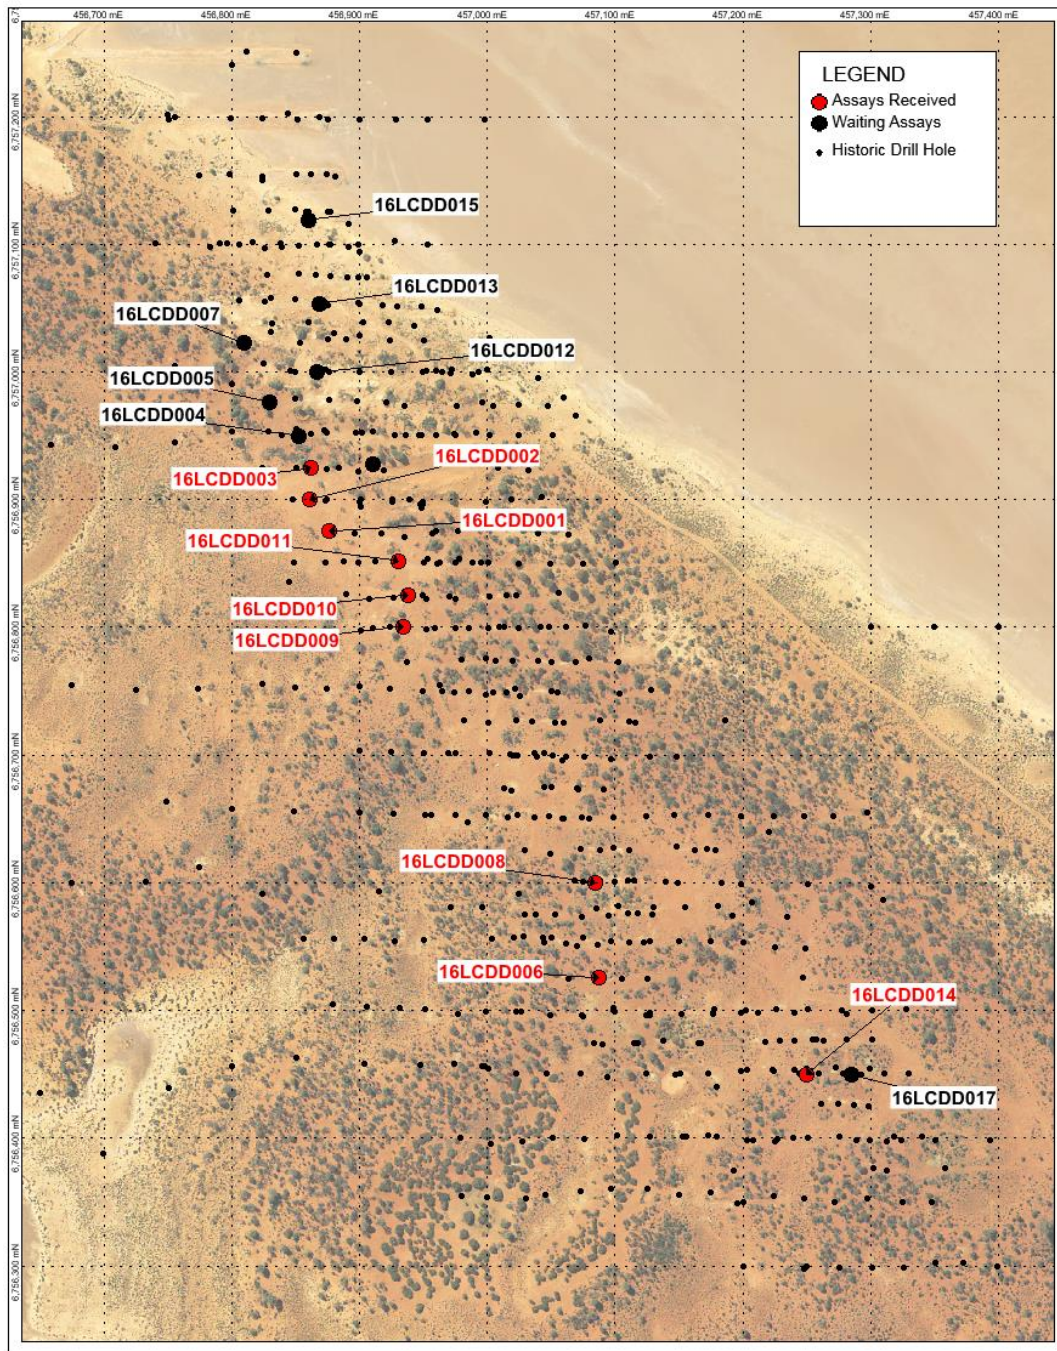 456,700 mE
456,800 mE
456,900 mE
457,000 mE
457,100 mE
457,200 mE
457,300 mE
457,400 mE
LEGEND
Assays Received
Waiting Assays
Historic Drill Hole
6,757,200 mN
6,757,100 mN
6,757,000 mN
6,756,900 mN
6,756,800 mN
6,756,700 mN
6,756,600 mN
6,756,500 mN
6,756,400 mN
6,756,300 mN
16LCDD015
16LCDD013
16LCDD007
16LCDD012
16LCDD005
16LCDD004
16LCDD002
16LCDD003
16LCDD001
16LCDD011
16LCDD010
16LCDD009
16LCDD008
16LCDD006
16LCDD014
16LCDD017